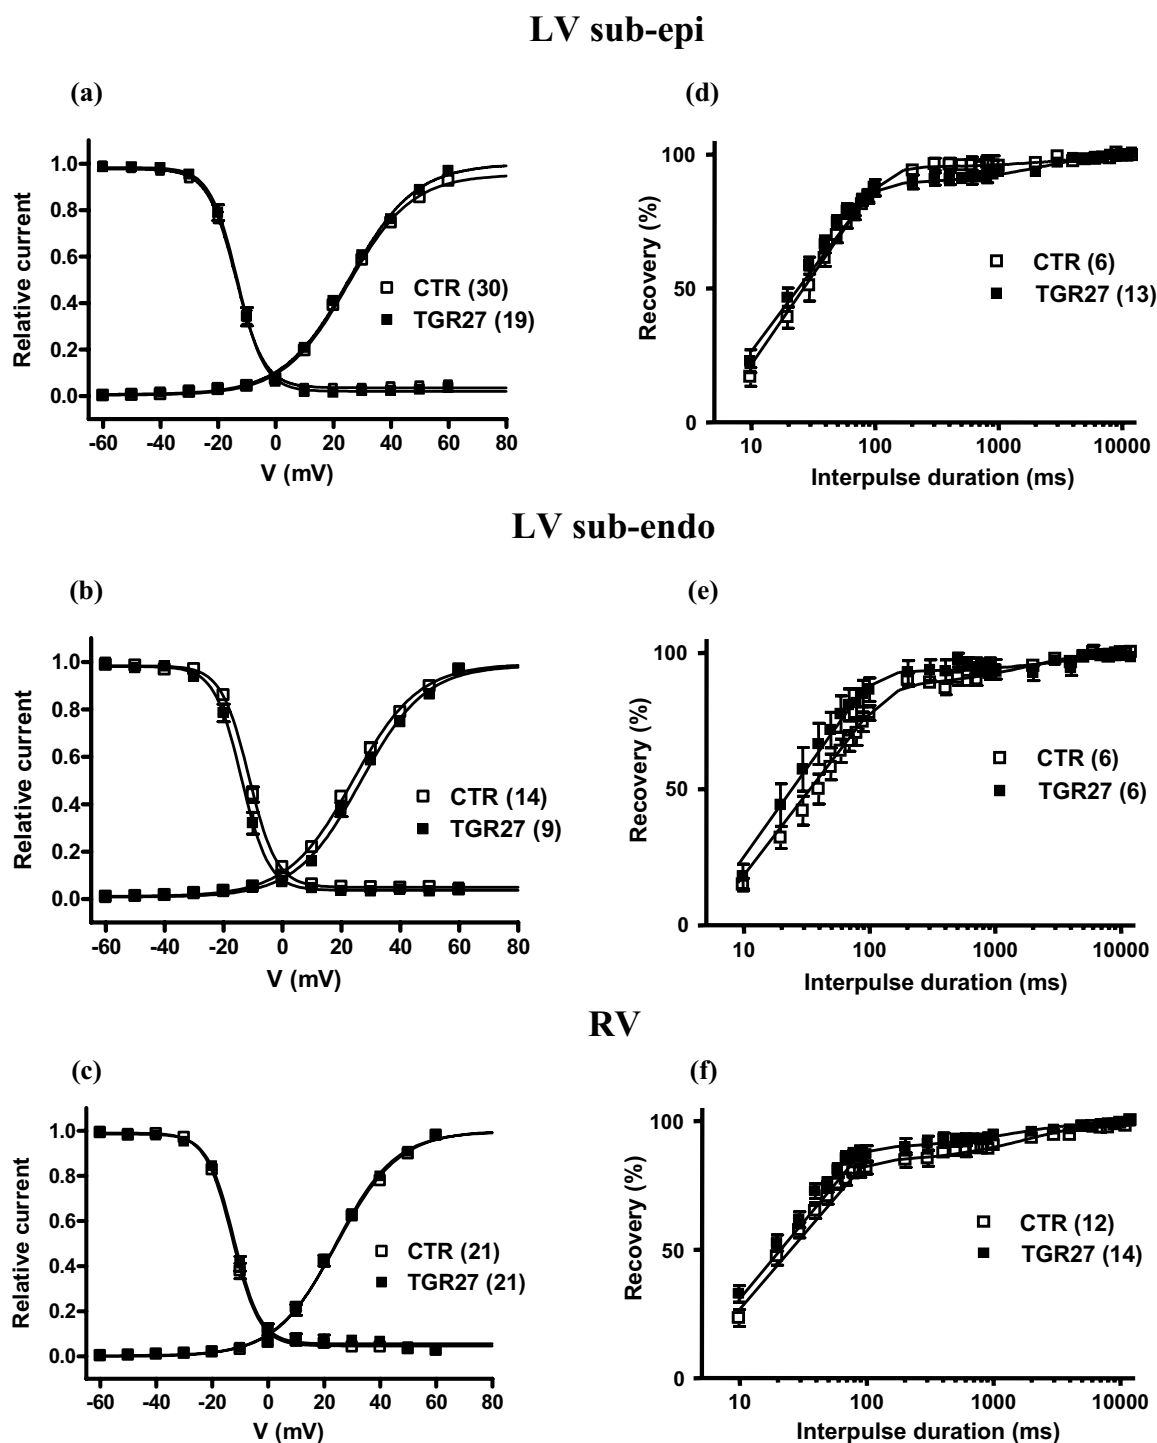 LV sub-epi
(a)
(d)
1.0
0.8
0.6
0.4
0.2
0.0
Relative current
CTR (30)
TGR27 (19)
-60 -40 -20 0 20 40 60 80
V (mV)
100
50
0
Recovery (%)
CTR (6)
TGR27 (13)
10 100 1000 10000
Interpulse duration (ms)
LV sub-endo
(b)
(e)
1.0
0.8
0.6
0.4
0.2
0.0
Relative current
CTR (14)
TGR27 (9)
-60 -40 -20 0 20 40 60 80
V (mV)
100
50
0
Recovery (%)
CTR (6)
TGR27 (6)
10 100 1000 10000
Interpulse duration (ms)
RV
(c)
(f)
1.0
0.8
0.6
0.4
0.2
0.0
Relative current
CTR (21)
TGR27 (21)
-60 -40 -20 0 20 40 60 80
V (mV)
100
50
0
Recovery (%)
CTR (12)
TGR27 (14)
10 100 1000 10000
Interpulse duration (ms)